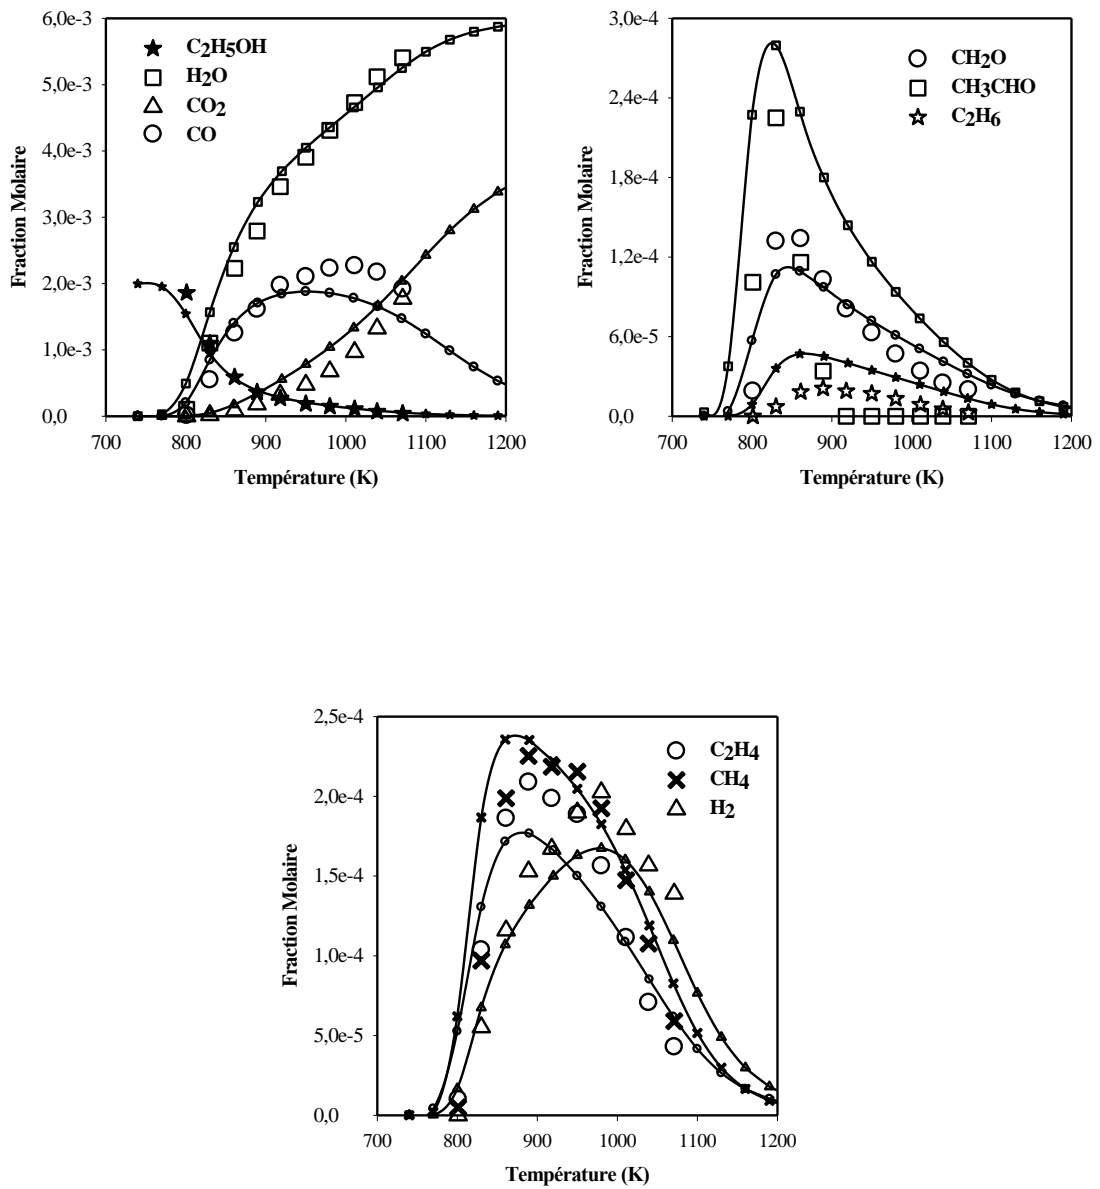 6,0e-3
5,0e-3
4,0e-3
3,0e-3
2,0e-3
1,0e-3
0,0
Fraction Molaire
C2H5OH
H2O
CO2
CO
700 800 900 1000 1100 1200
Température (K)
3,0e-4
2,4e-4
1,8e-4
1,2e-4
6,0e-5
0,0
Fraction Molaire
CH2O
CH3CHO
C2H6
700 800 900 1000 1100 1200
Température (K)
2,5e-4
2,0e-4
1,5e-4
1,0e-4
5,0e-5
0,0
Fraction Molaire
C2H4
CH4
H2
700 800 900 1000 1100 1200
Température (K)